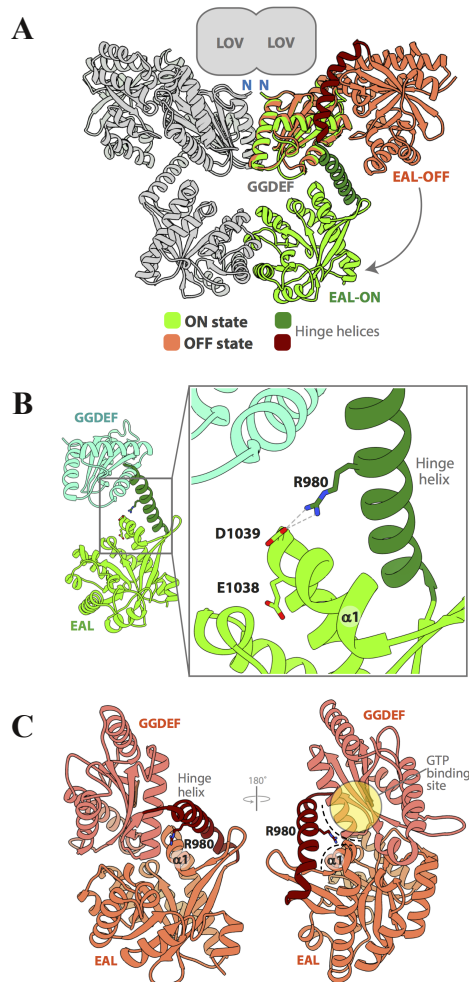 A
LOV LOV
N N
GGDEF
EAL-OFF
EAL-ON
ON state
OFF state
Hinge helices
B
GGDEF
EAL
R980
Hinge
helix
D1039
E1038
α1
C
GGDEF
Hinge
helix
R980
α1
EAL
180°
GGDEF
GTP
binding
site
R980
α1
EAL